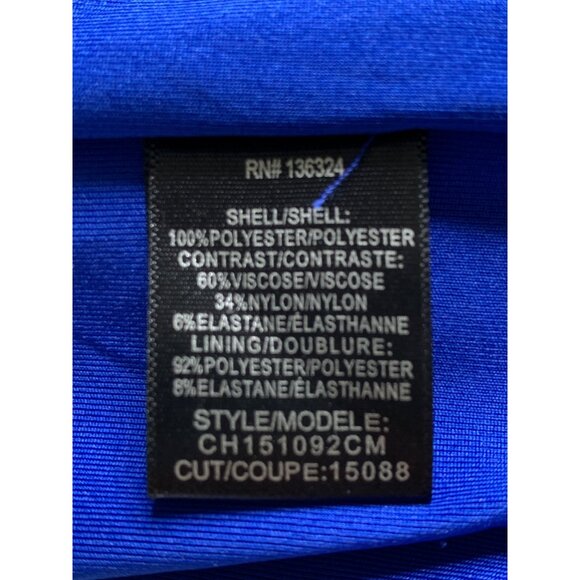 RN# 136324
SHELL/SHELL:
100%POLYESTER/POLYESTER
CONTRAST/CONTRASTE:
60%VISCOSE/VISCOSE
34%NYLON/NYLON
6%ELASTANE/ÉLASTHANNE
LINING/DOUBLURE:
92%POLYESTER/POLYESTER
8%ELASTANE/ÉLASTHANNE
STYLE/MODELE:
CH151092CM
CUT/COUPE:15088